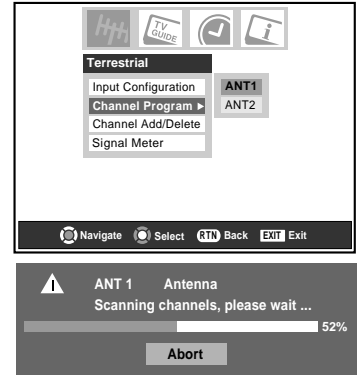 TV GUIDE
i
Terrestrial
Input Configuration
Channel Program ▶ ANT1
Channel Add/Delete ANT2
Signal Meter
Navigate Select RTN Back EXIT Exit
ANT 1 Antenna
Scanning channels, please wait ...
52%
Abort